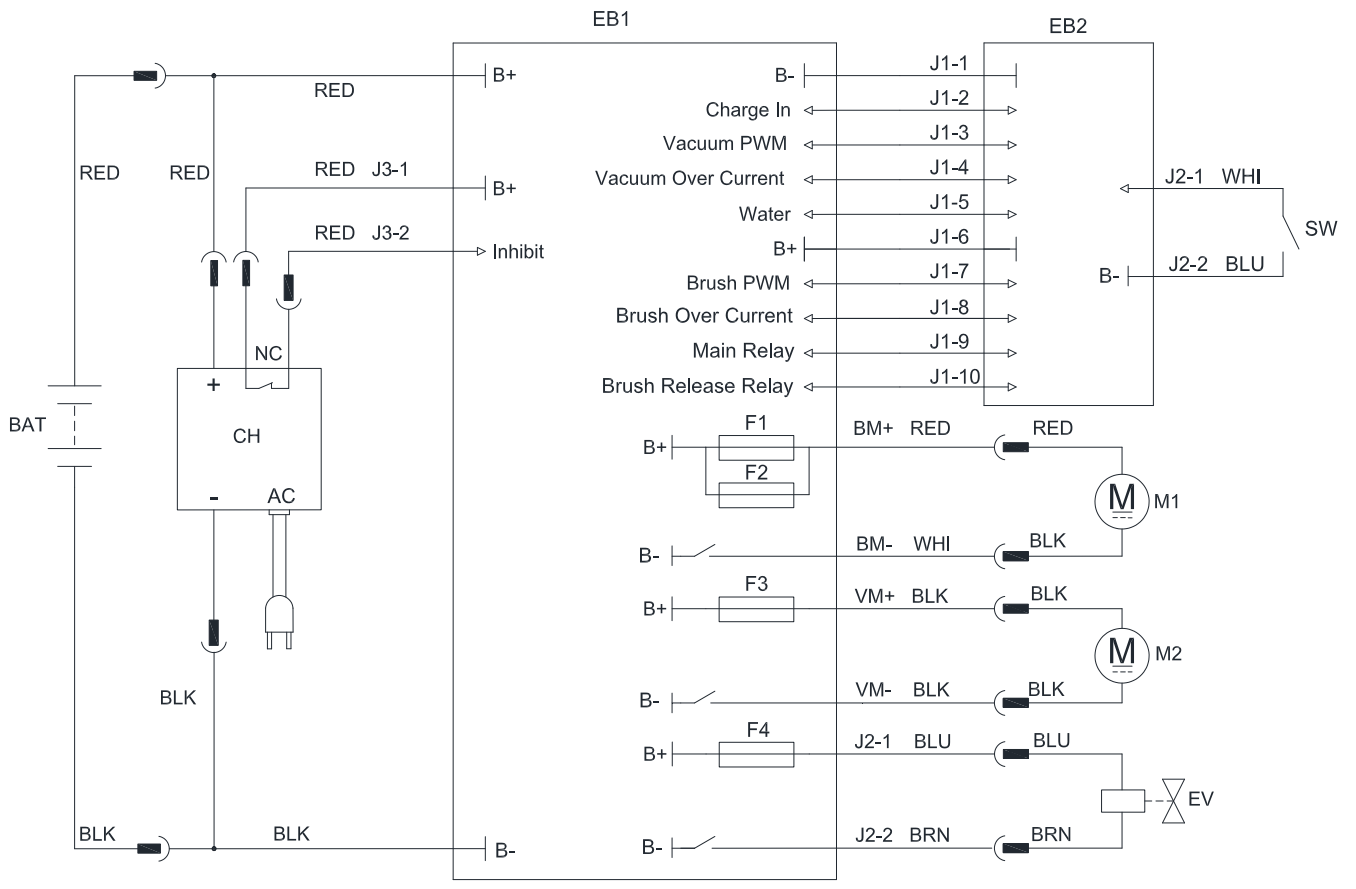 EB1
EB2
RED
B+
B-
J1-1
Charge In
J1-2
Vacuum PWM
J1-3
RED
RED
RED J3-1
B+
Vacuum Over Current
J1-4
J2-1 WHI
Water
J1-5
SW
RED J3-2
Inhibit
B+
J1-6
B-
J2-2 BLU
Brush PWM
J1-7
Brush Over Current
J1-8
NC
Main Relay
J1-9
+
Brush Release Relay
J1-10
BAT
CH
F1
BM+ RED
RED
B+
F2
-
AC
M
M1
B-
BM- WHI
BLK
F3
B+
VM+ BLK
BLK
M
M2
BLK
B-
VM- BLK
BLK
F4
B+
J2-1 BLU
BLU
EV
BLK
BLK
B-
B-
J2-2 BRN
BRN